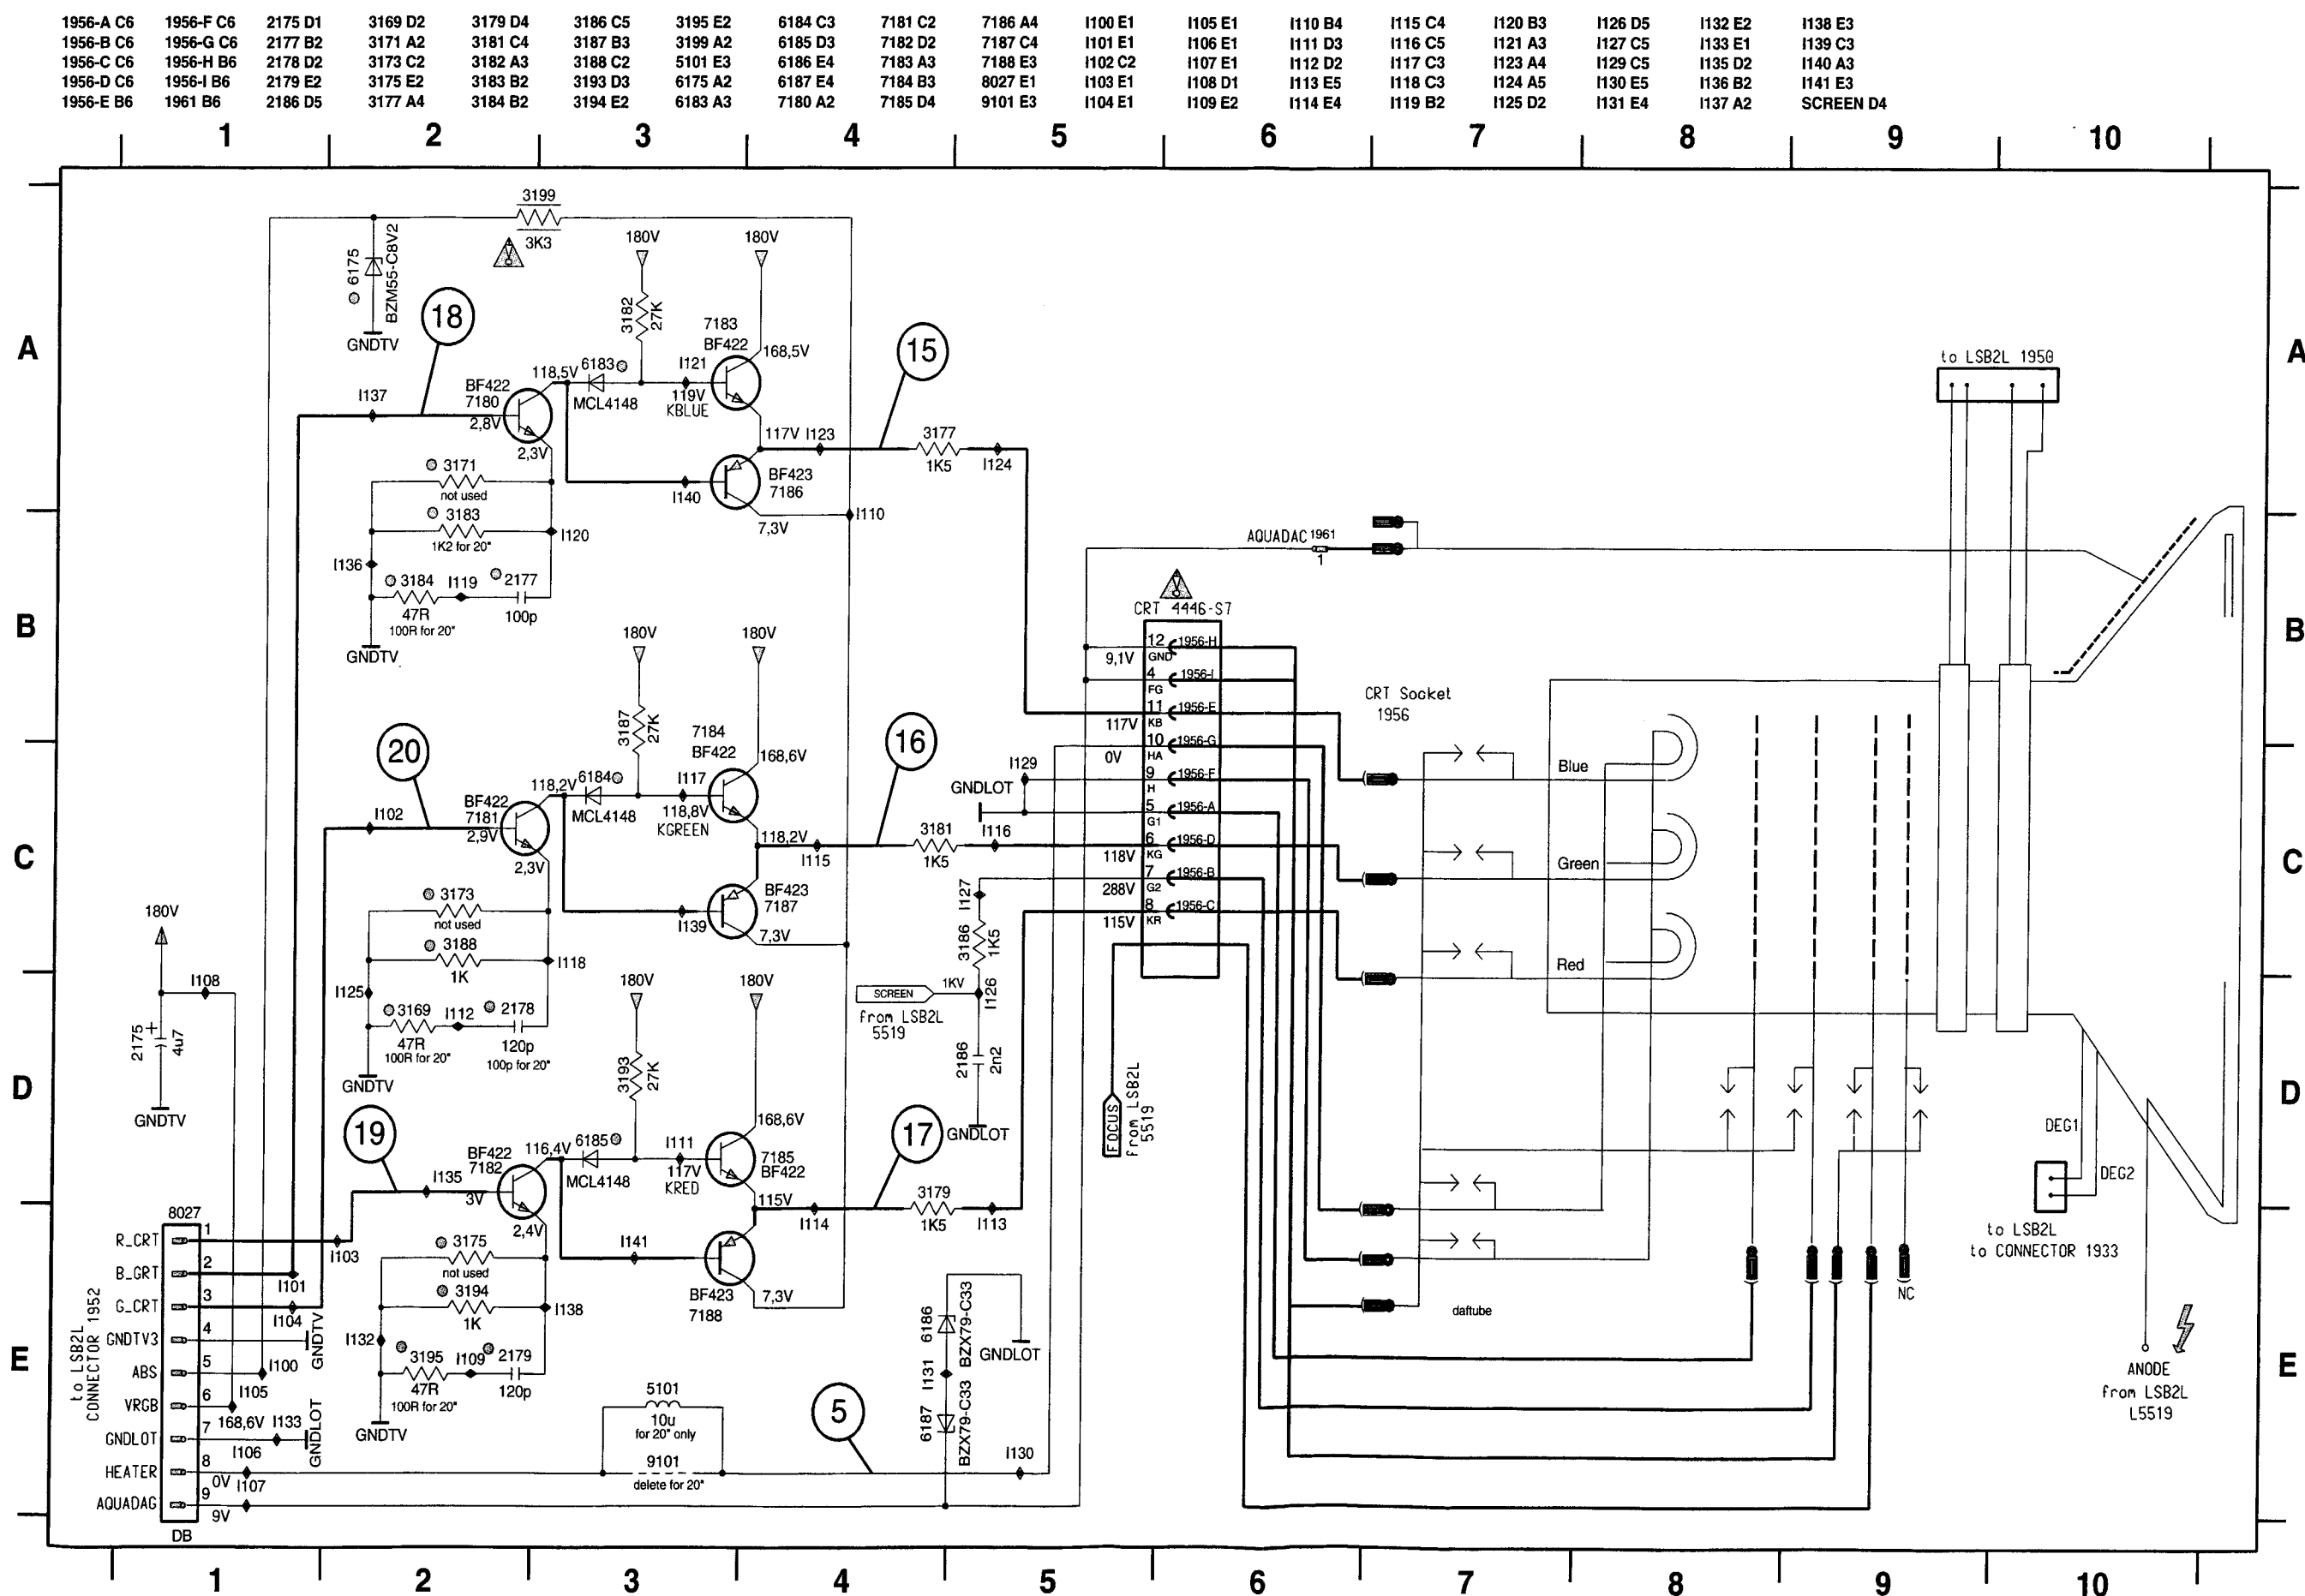 1956-A C6 1956-F C6 2175 D1 3169 D2 3179 D4 3186 C5 3195 E2 6184 C3 7181 C2 7186 A4 I100 E1 I105 E1 I110 B4 I115 C4 I120 B3 I126 D5 I132 E2 I138 E3
1956-B C6 1956-G C6 2177 B2 3171 A2 3181 C4 3187 B3 3199 A2 6185 D3 7182 D2 7187 C4 I101 E1 I106 E1 I111 D3 I116 C5 I121 A3 I127 C5 I133 E1 I139 C3
1956-C C6 1956-H B6 2178 D2 3173 C2 3182 A3 3188 C2 5101 E3 6186 E4 7183 A3 7188 E3 I102 C2 I107 E1 I112 D2 I117 C3 I123 A4 I129 C5 I135 D2 I140 A3
1956-D C6 1956-I B6 2179 E2 3175 E2 3183 B2 3193 D3 6175 A2 6187 E4 7184 B3 8027 E1 I103 E1 I108 D1 I113 E5 I118 C3 I124 A5 I130 E5 I136 B2 I141 E3
1956-E B6 1961 B6 2186 D5 3177 A4 3184 B2 3194 E2 6183 A3 7180 A2 7185 D4 9101 E3 I104 E1 I109 E2 I114 E4 I119 B2 I125 D2 I131 E4 I137 A2 SCREEN D4
1 2 3 4 5 6 7 8 9 10
A
A
3199
3K3
6175
BZM55-C8V2
GNDTV
18
180V
180V
3182
27K
7183
BF422
168,5V
15
to LSB2L 1950
118,5V
6183
MCL4148
I121
119V
KBLUE
I137
BF422
7180
2,8V
2,3V
117V
I123
3177
1K5
I124
3171
not used
BF423
7186
I140
7,3V
I110
3183
1K2 for 20"
I120
I136
3184
47R
100R for 20"
I119
2177
100p
GNDTV
B
B
AQUADAC 1961
1
CRT 4446-S7
180V
180V
12
1956-H
9,1V
GND
4
1956-I
FG
11
1956-E
117V
KB
10
1956-G
0V
HA
9
1956-F
H
5
1956-A
G1
6
1956-D
118V
KG
7
1956-B
288V
G2
8
1956-C
115V
KR
CRT Socket
1956
3187
27K
7184
BF422
168,6V
20
16
118,2V
6184
MCL4148
I117
118,8V
KGREEN
I129
GNDLOT
Blue
I102
BF422
7181
2,9V
2,3V
118,2V
I115
3181
1K5
I116
Green
C
C
3173
not used
BF423
7187
I139
7,3V
I127
3186
1K5
Red
180V
3188
1K
I118
I108
I125
3169
47R
100R for 20"
I112
2178
120p
100p for 20"
180V
180V
SCREEN
1KV
I126
from LSB2L
5519
2175
4u7
GNDTV
GNDTV
3193
27K
2186
2n2
GNDLOT
FOCUS
from LSB2L
5519
D
D
19
168,6V
17
DEG1
DEG2
BF422
7182
116,4V
6185
MCL4148
I111
117V
KRED
7185
BF422
I135
3V
2,4V
115V
I114
3179
1K5
I113
to LSB2L
to CONNECTOR 1933
8027
to LSB2L
CONNECTOR 1952
R_CRT
1
I103
B_GRT
2
I101
G_CRT
3
I104
GNDTV3
4
GNDTV
ABS
5
I100
I105
VRGB
6
168,6V
GNDLOT
7
I133
GNDLOT
I106
HEATER
8
0V
I107
AQUADAG
9
9V
DB
3175
not used
I141
BF423
7188
7,3V
3194
1K
I138
I132
3195
47R
100R for 20"
I109
2179
120p
GNDTV
5101
10u
for 20" only
9101
delete for 20"
5
6186
BZX79-C33
I131
6187
BZX79-C33
GNDLOT
I130
daftube
NC
ANODE
from LSB2L
L5519
E
E
1 2 3 4 5 6 7 8 9 10